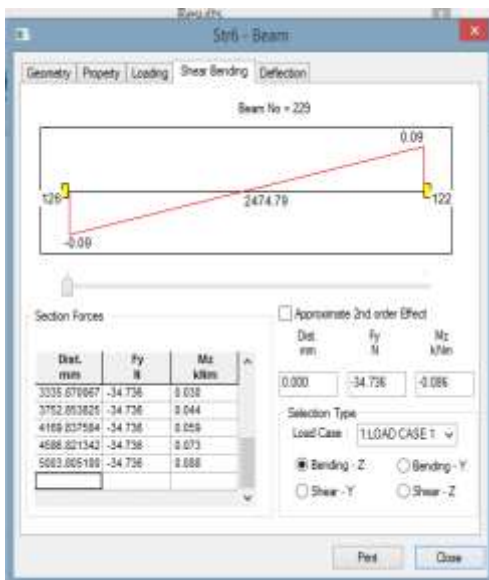 Results
Str6 - Beam
Geometry Property Loading Shear Bending Deflection
Beam No = 229
0.09
126 2474.79 122
-0.09
Section Forces
Dist. mm Fy N Mz kNm
3335.870067 -34.736 0.030
3752.853825 -34.736 0.044
4169.837584 -34.736 0.059
4586.821342 -34.736 0.073
5003.805100 -34.736 0.088
Approximate 2nd order Effect
Dist. mm Fy N Mz kNm
0.000 -34.736 -0.086
Selection Type
Load Case : 1:LOAD CASE 1
Bending - Z Bending - Y
Shear - Y Shear - Z
Print Close